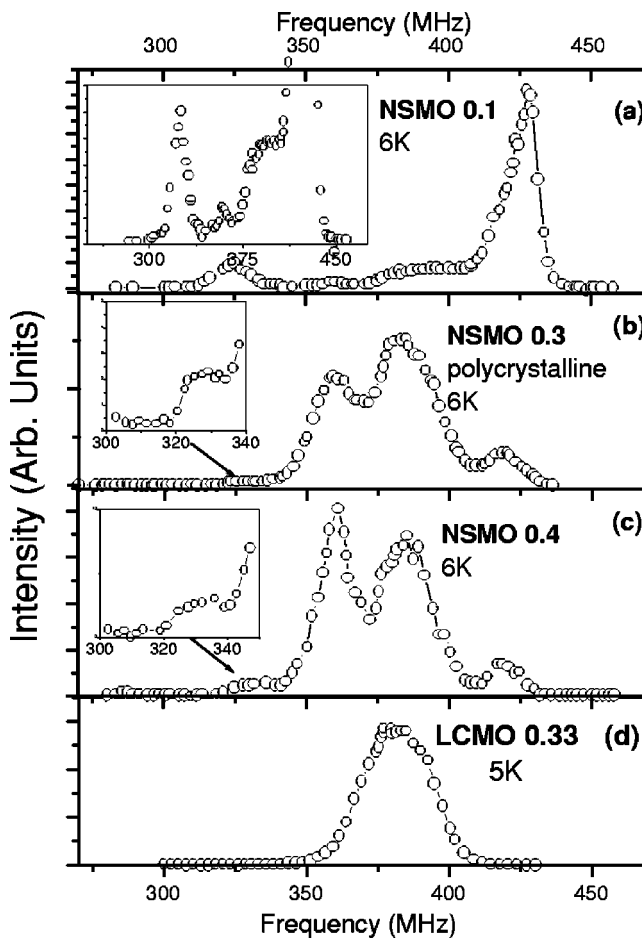 Frequency (MHz)
300 350 400 450
NSMO 0.1 (a)
6K
300 375 450
(b)
NSMO 0.3
polycrystalline
6K
300 320 340
(c)
NSMO 0.4
6K
300 320 340
LCMO 0.33 (d)
5K
Intensity (Arb. Units)
300 350 400 450
Frequency (MHz)